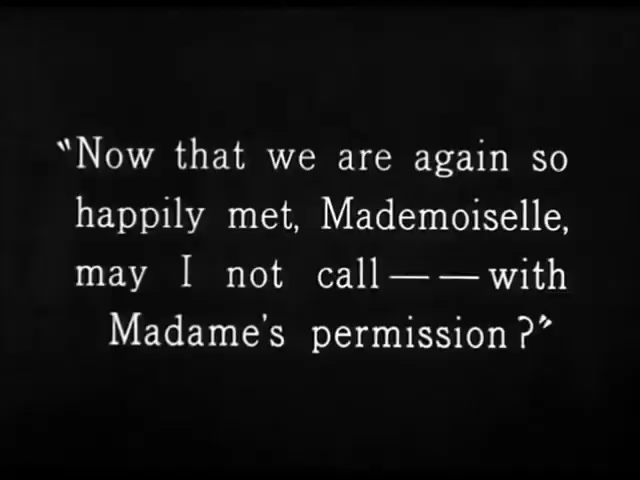 "Now that we are again so
happily met, Mademoiselle,
may I not call — — with
Madame's permission?"